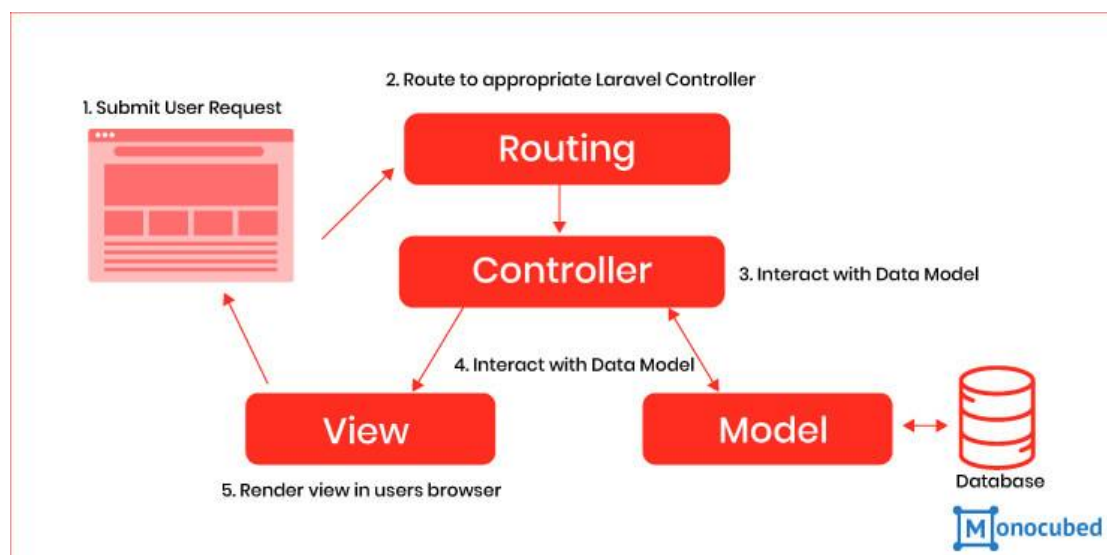 2. Route to appropriate Laravel Controller
1. Submit User Request
Routing
Controller
3. Interact with Data Model
4. Interact with Data Model
View
Model
5. Render view in users browser
Database
Monocubed